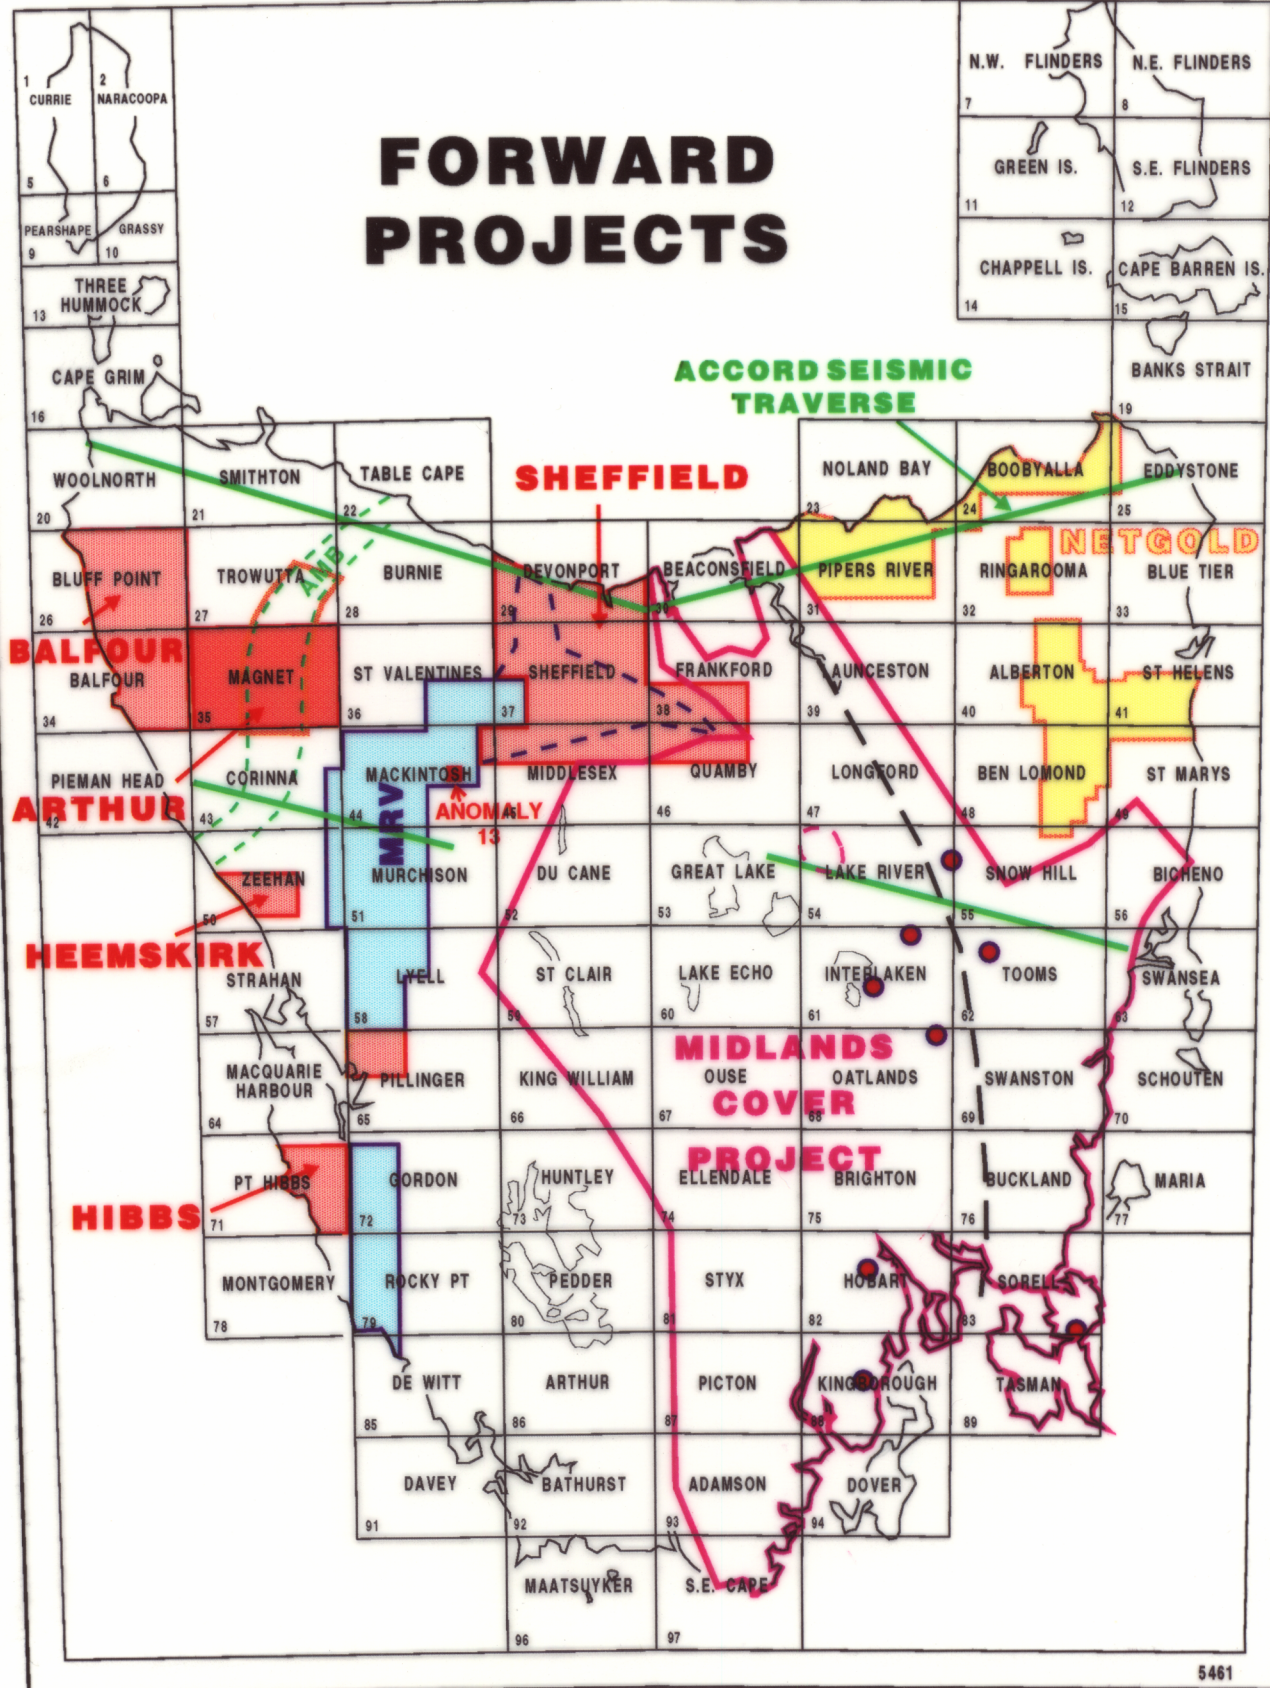 FORWARD
PROJECTS
1
CURRIE
2
NARACOOPA
N.W. FLINDERS
7
N.E. FLINDERS
8
5
6
GREEN IS.
11
S.E. FLINDERS
12
PEARSHAPE
9
GRASSY
10
CHAPPELL IS.
14
CAPE BARREN IS.
15
THREE
HUMMOCK
13
CAPE GRIM
16
BANKS STRAIT
19
ACCORD SEISMIC
TRAVERSE
WOOLNORTH
20
SMITHTON
21
TABLE CAPE
22
SHEFFIELD
NOLAND BAY
23
BOOBYALLA
24
EDDYSTONE
25
NETGOLD
BLUFF POINT
26
TROWUTTA
27
AMB
BURNIE
28
DEVONPORT
29
BEACONSFIELD
30
PIPERS RIVER
31
RINGAROOMA
32
BLUE TIER
33
BALFOUR
BALFOUR
34
MAGNET
35
ST VALENTINES
36
SHEFFIELD
37
FRANKFORD
38
AUNCESTON
39
ALBERTON
40
ST HELENS
41
PIEMAN HEAD
42
ARTHUR
CORINNA
43
MACKINTOSH
44
MRV
ANOMALY
13
MIDDLESEX
45
QUAMBY
46
LONGFORD
47
BEN LOMOND
48
ST MARYS
49
ZEEHAN
50
HEEMSKIRK
MURCHISON
51
DU CANE
52
GREAT LAKE
53
LAKE RIVER
54
SNOW HILL
55
BICHENO
56
STRAHAN
57
LYELL
58
ST CLAIR
59
LAKE ECHO
60
INTERLAKEN
61
TOOMS
62
SWANSEA
63
MIDLANDS
COVER
PROJECT
MACQUARIE
HARBOUR
64
PILLINGER
65
KING WILLIAM
66
OUSE
67
OATLANDS
68
SWANSTON
69
SCHOUTEN
70
PT HIBBS
71
HIBBS
GORDON
72
HUNTLEY
73
ELLENDALE
74
BRIGHTON
75
BUCKLAND
76
MARIA
77
MONTGOMERY
78
ROCKY PT
79
PEDDER
80
STYX
81
HOBART
82
SORELL
83
DE WITT
85
ARTHUR
86
PICTON
87
KINGBOROUGH
88
TASMAN
89
DAVEY
91
BATHURST
92
ADAMSON
93
DOVER
94
MAATSUYKER
96
S.E. CAPE
97
5461